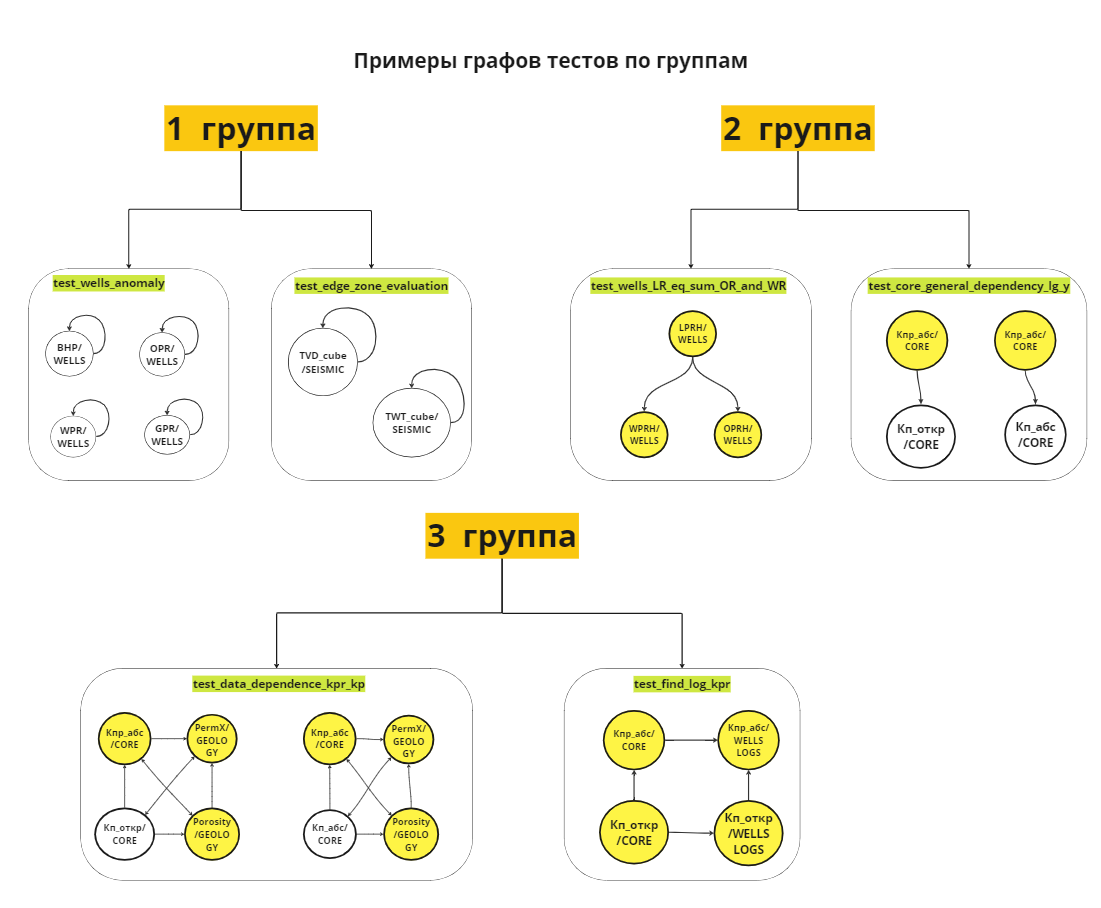 Примеры графов тестов по группам
1 группа
2 группа
test_wells_anomaly
BHP/
WELLS
OPR/
WELLS
WPR/
WELLS
GPR/
WELLS
test_edge_zone_evaluation
TVD_cube
/SEISMIC
TWT_cube/
SEISMIC
test_wells_LR_eq_sum_OR_and_WR
LPRH/
WELLS
WPRH/
WELLS
OPRH/
WELLS
test_core_general_dependency_lg_y
Кпр_абс/
CORE
Кпр_абс/
CORE
Кп_откр
/CORE
Кп_абс
/CORE
3 группа
test_data_dependence_kpr_kp
Кпр_абс
/CORE
PermX/
GEOLO
GY
Кп_откр/
CORE
Porosity
/GEOLO
GY
Кпр_абс
/CORE
PermX/
GEOLO
GY
Кп_абс/
CORE
Porosity
/GEOLO
GY
test_find_log_kpr
Кпр_абс/
CORE
Кпр_абс/
WELLS
LOGS
Кп_откр
/CORE
Кп_откр
/WELLS
LOGS